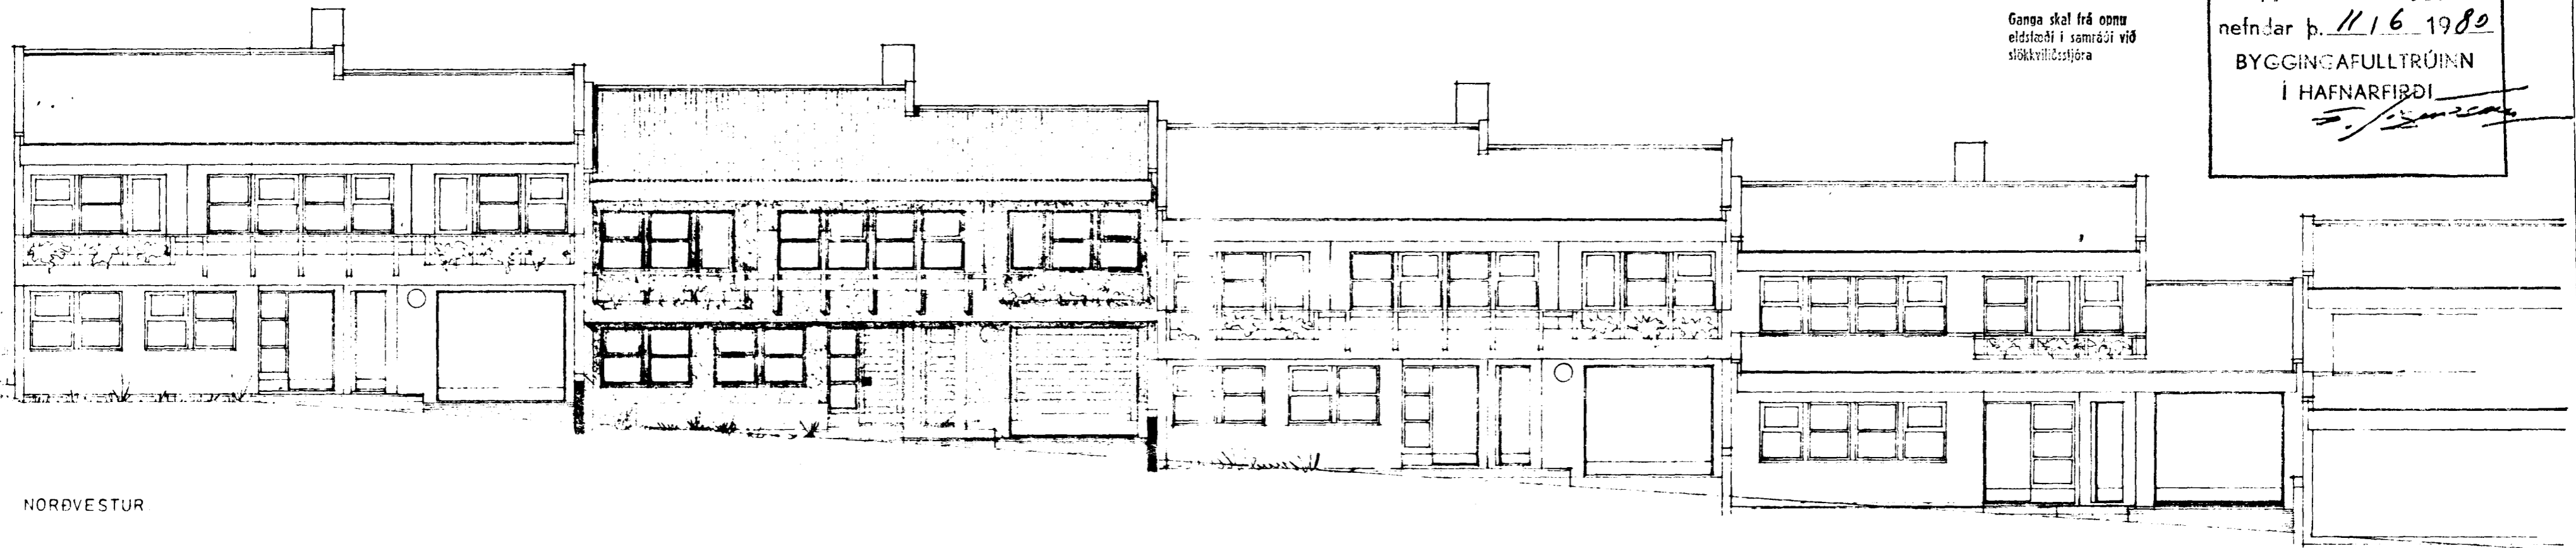 Ganga skal frá opnu
eldstæði í samráði við
slökkviliðsstjóra
nefndar þ. 11/6 1980
BYGGINGAFULLTRÚINN
Í HAFNARFIRÐI
NORÐVESTUR